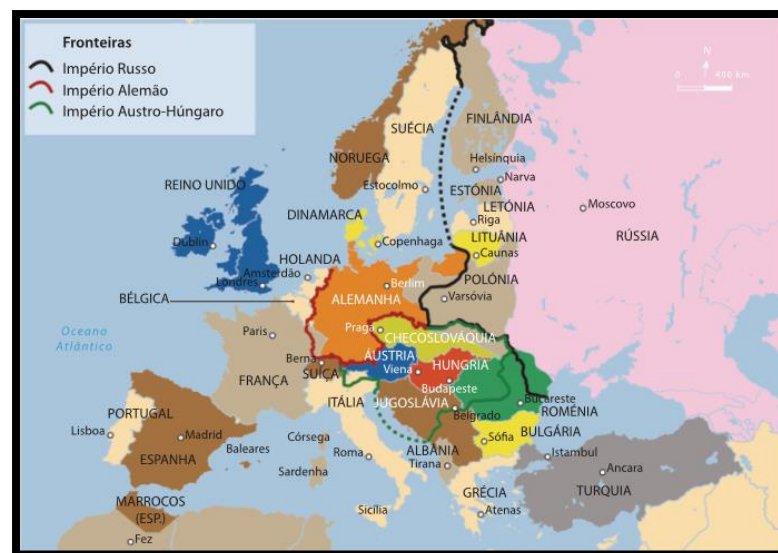 Fronteiras
Império Russo
Império Alemão
Império Austro-Húngaro
N
0 400 km
FINLÂNDIA
SUÉCIA
NORUEGA
Helsínquia
Estocolmo
Narva
ESTÓNIA
REINO UNIDO
LETÓNIA
Riga
Moscovo
DINAMARCA
RÚSSIA
LITUÂNIA
Dublin
Copenhaga
Caunas
HOLANDA
Amesterdão
POLÓNIA
Londres
Berlim
ALEMANHA
Varsóvia
BÉLGICA
Oceano
Atlântico
Paris
Praga
CHECOSLOVÁQUIA
ÁUSTRIA
Berna
Viena
SUÍÇA
HUNGRIA
FRANÇA
Budapeste
ITÁLIA
JUGOSLÁVIA
Bucareste
ROMÉNIA
PORTUGAL
Belgrado
Lisboa
Madrid
Córsega
BULGÁRIA
Sófia
Baleares
Roma
ALBÂNIA
Istambul
ESPANHA
Tirana
Sardenha
Ancara
TURQUIA
MARROCOS
(ESP.)
GRÉCIA
Sicília
Atenas
Fez